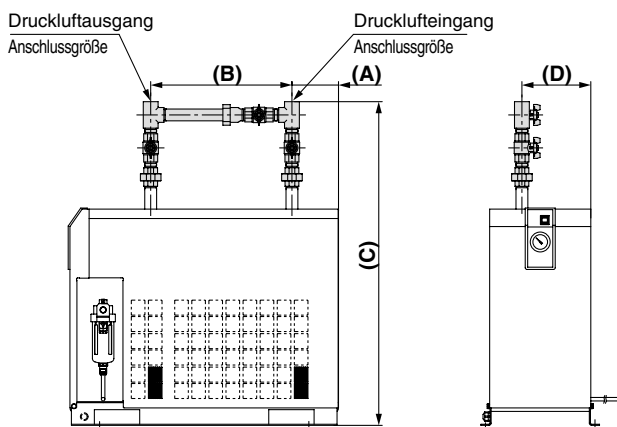 Druckluftausgang
Anschlussgröße
Drucklufteingang
Anschlussgröße
(B)
(A)
(D)
(C)